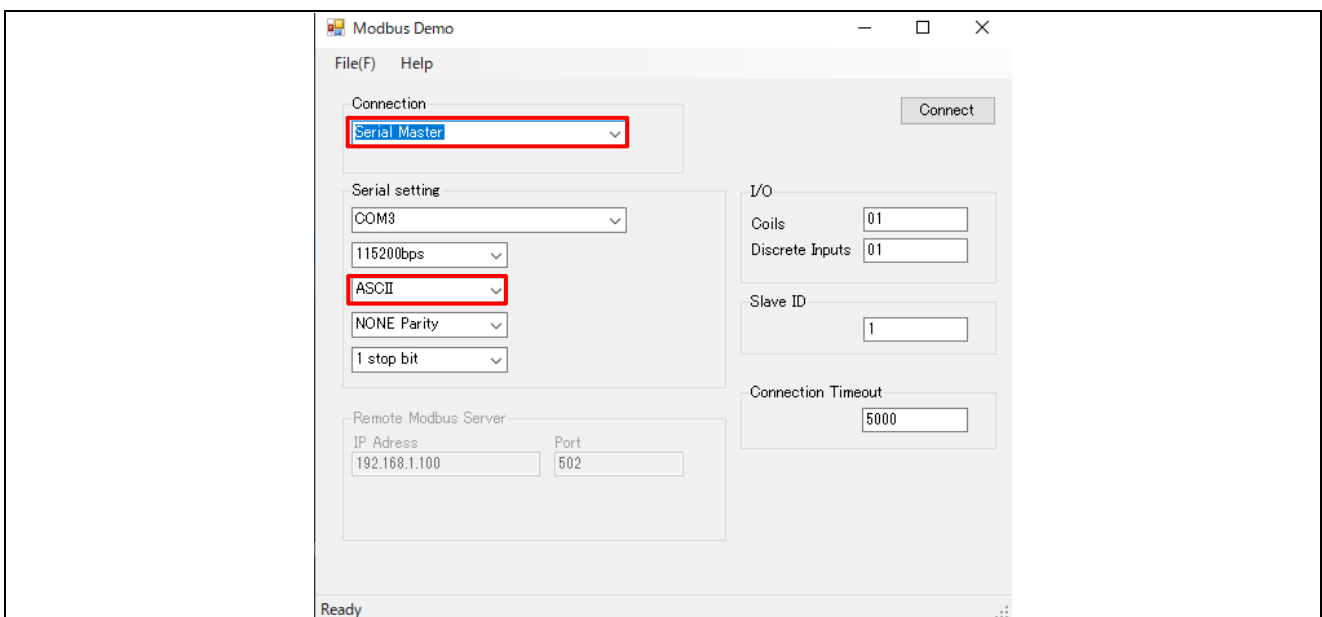 Modbus Demo
File(F) Help
Connection
Serial Master
Connect
Serial setting
COM3
115200bps
ASCII
NONE Parity
1 stop bit
I/O
Coils 01
Discrete Inputs 01
Slave ID
1
Connection Timeout
5000
Remote Modbus Server
IP Adress Port
192.168.1.100 502
Ready